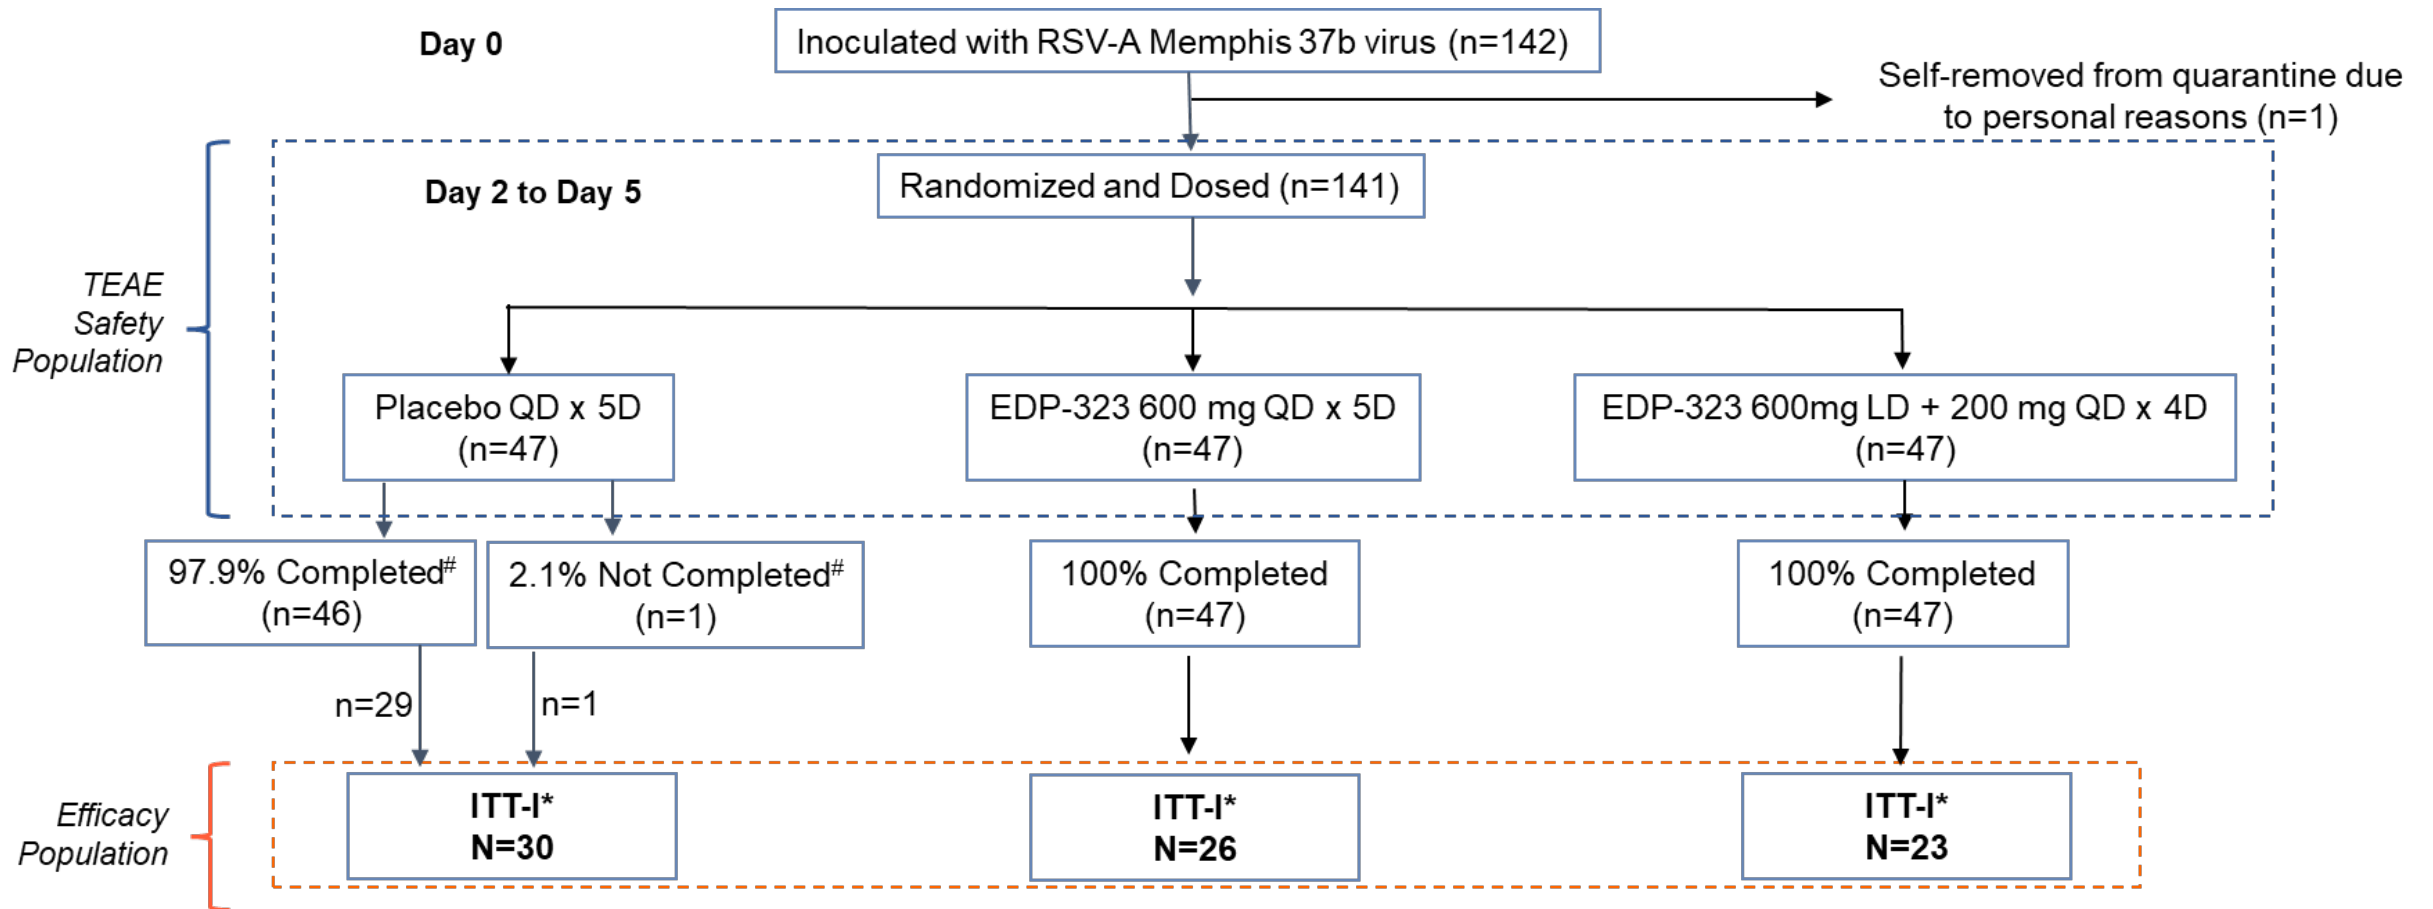 Day 0
Inoculated with RSV-A Memphis 37b virus (n=142)
Self-removed from quarantine due
to personal reasons (n=1)
Day 2 to Day 5
Randomized and Dosed (n=141)
TEAE
Safety
Population
Placebo QD x 5D
(n=47)
EDP-323 600 mg QD x 5D
(n=47)
EDP-323 600mg LD + 200 mg QD x 4D
(n=47)
97.9% Completed#
(n=46)
2.1% Not Completed#
(n=1)
100% Completed
(n=47)
100% Completed
(n=47)
n=29
n=1
Efficacy
Population
ITT-I*
N=30
ITT-I*
N=26
ITT-I*
N=23